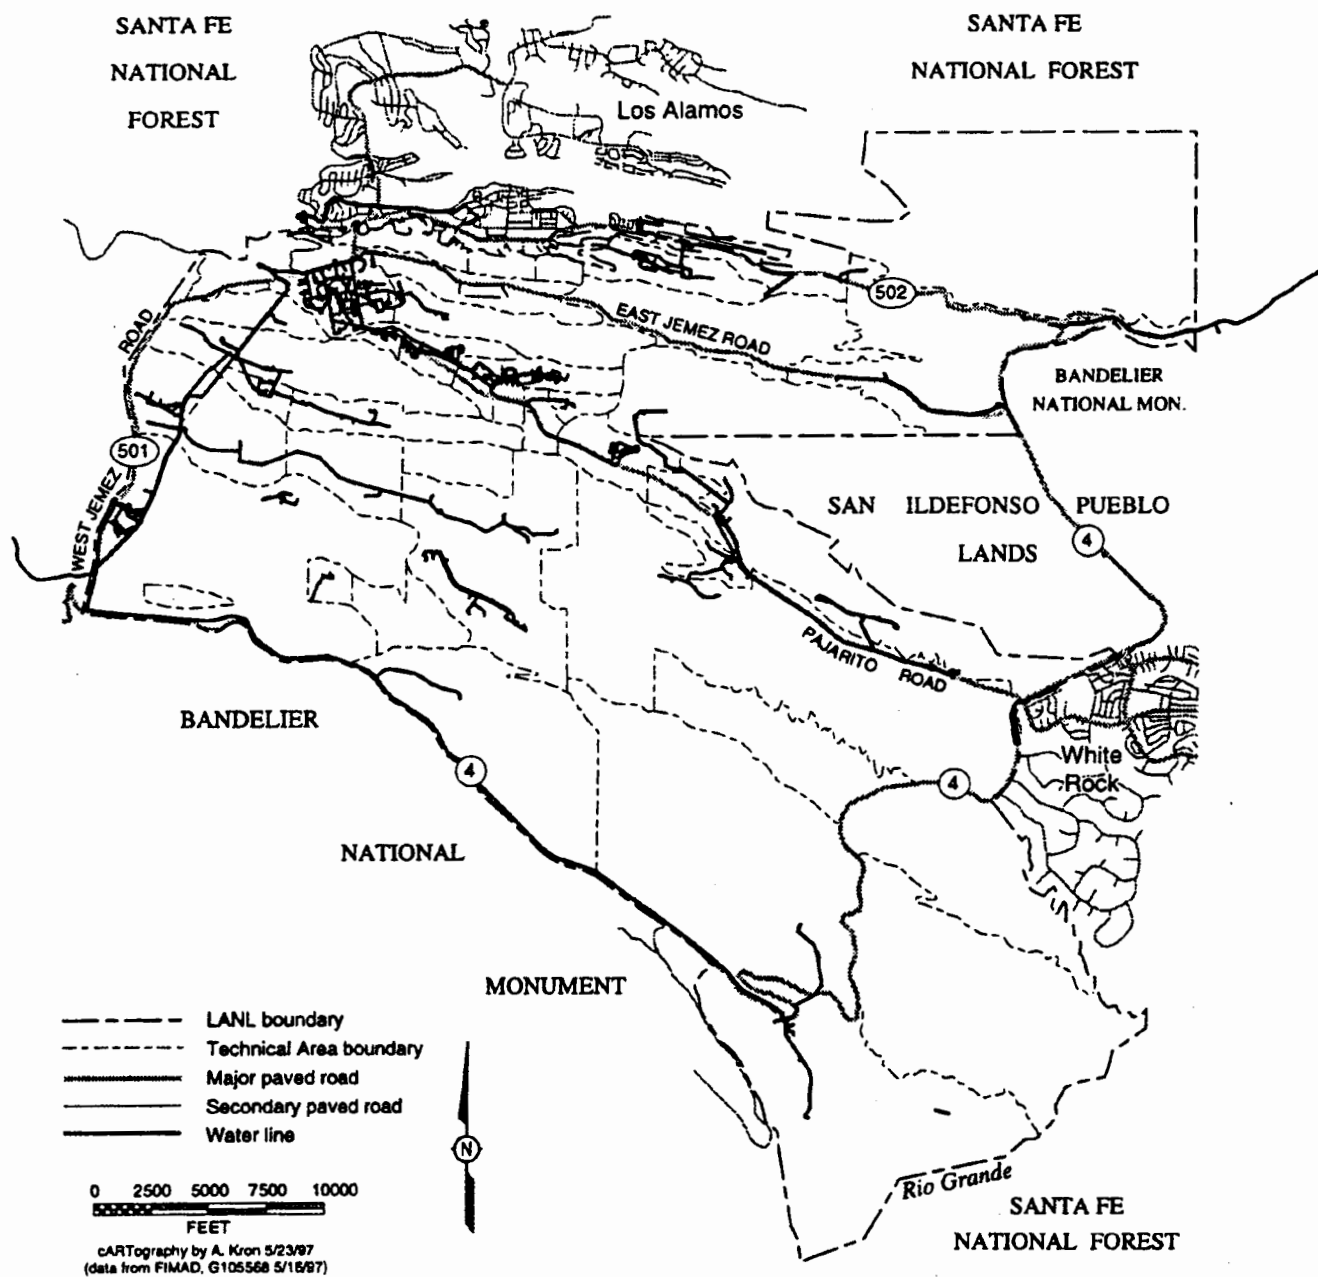 SANTA FE
NATIONAL
FOREST
SANTA FE
NATIONAL FOREST
Los Alamos
502
EAST JEMEZ ROAD
ROAD
BANDELIER
NATIONAL MON.
501
WEST JEMEZ
SAN ILDEFONSO PUEBLO
LANDS
4
PAJARITO ROAD
BANDELIER
White
Rock
4
4
NATIONAL
MONUMENT
LANL boundary
Technical Area boundary
Major paved road
Secondary paved road
Water line
N
0 2500 5000 7500 10000
FEET
cARTography by A. Kron 5/23/97
(data from FIMAD, G105568 5/15/97)
Rio Grande
SANTA FE
NATIONAL FOREST